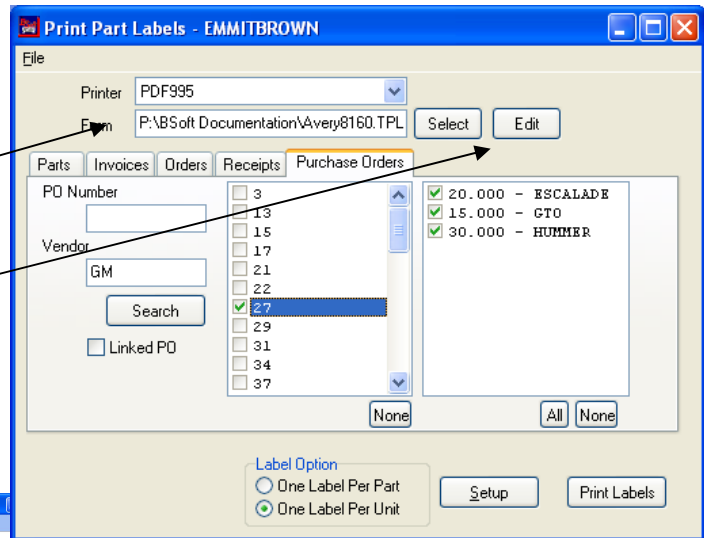 Print Part Labels - EMMITBROWN
File
Printer PDF995
From P:\BSoft Documentation\Avery8160.TPL Select Edit
Parts Invoices Orders Receipts Purchase Orders
PO Number
Vendor
GM
Search
Linked PO
3
13
15
17
21
22
27
29
31
34
37
None
20.000 - ESCALADE
15.000 - GTO
30.000 - HUMMER
All None
Label Option
One Label Per Part
One Label Per Unit
Setup Print Labels